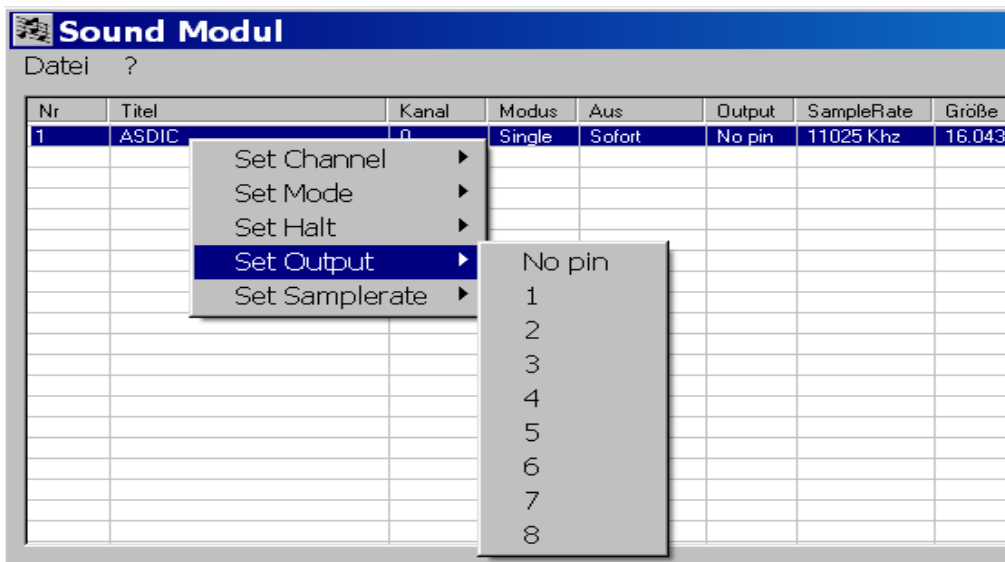 Sound Modul
Datei ?
Nr Titel Kanal Modus Aus Output SampleRate Größe
1 ASDIC 0 Single Sofort No pin 11025 Khz 16.043
Set Channel
Set Mode
Set Halt
Set Output
Set Samplerate
No pin
1
2
3
4
5
6
7
8